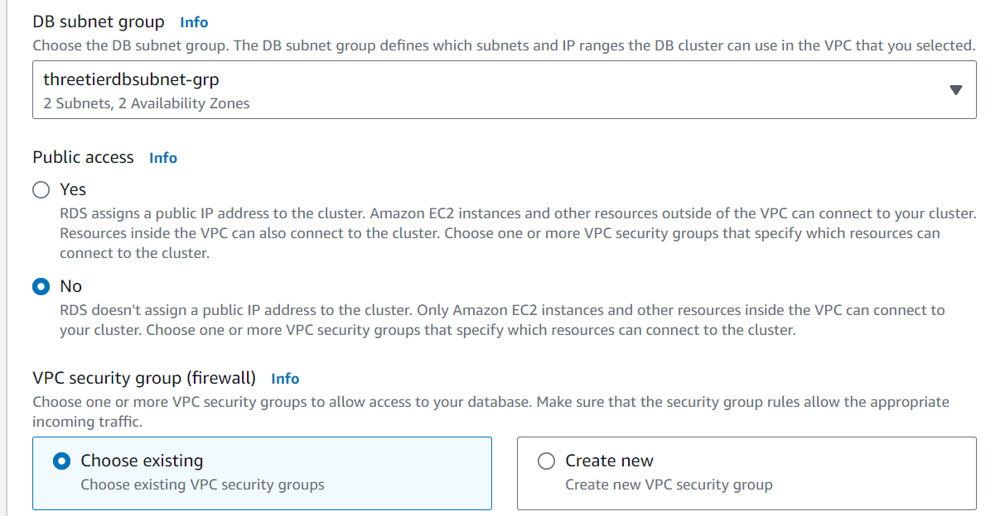 DB subnet group Info
Choose the DB subnet group. The DB subnet group defines which subnets and IP ranges the DB cluster can use in the VPC that you selected.
threetierdbsubnet-grp
2 Subnets, 2 Availability Zones
Public access Info
Yes
RDS assigns a public IP address to the cluster. Amazon EC2 instances and other resources outside of the VPC can connect to your cluster.
Resources inside the VPC can also connect to the cluster. Choose one or more VPC security groups that specify which resources can
connect to the cluster.
No
RDS doesn't assign a public IP address to the cluster. Only Amazon EC2 instances and other resources inside the VPC can connect to
your cluster. Choose one or more VPC security groups that specify which resources can connect to the cluster.
VPC security group (firewall) Info
Choose one or more VPC security groups to allow access to your database. Make sure that the security group rules allow the appropriate
incoming traffic.
Choose existing
Choose existing VPC security groups
Create new
Create new VPC security group